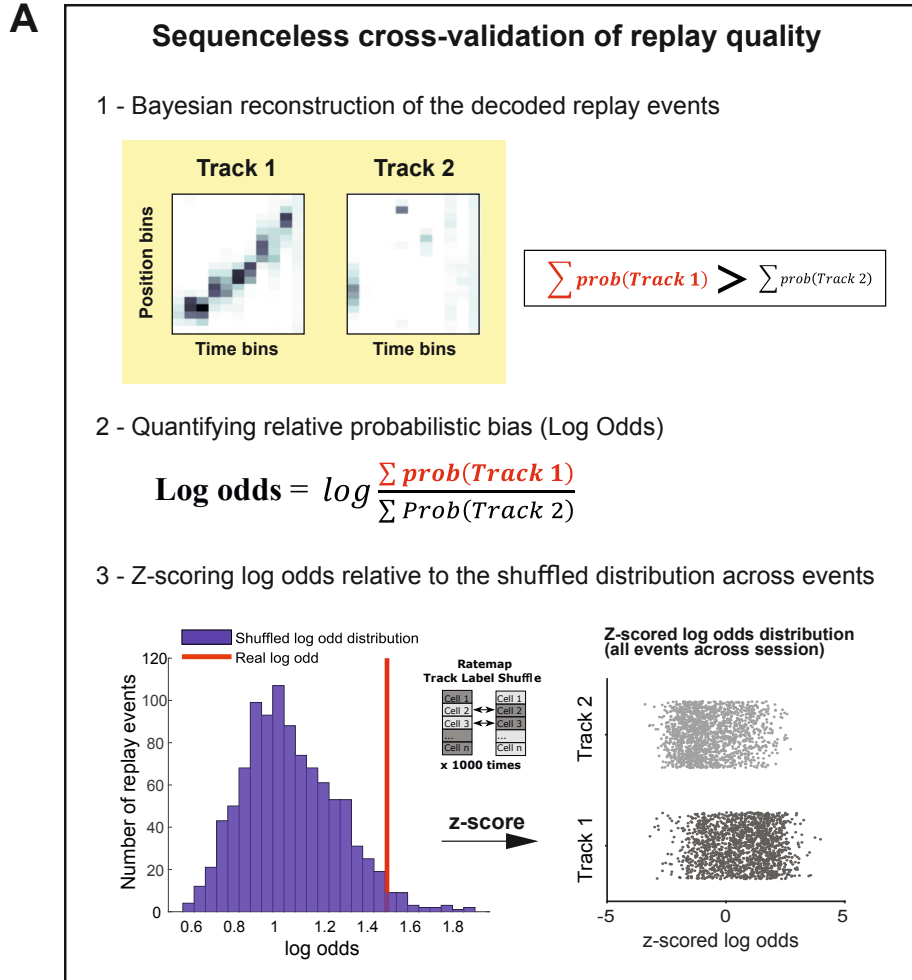 A
Sequenceless cross-validation of replay quality
1 - Bayesian reconstruction of the decoded replay events
Track 1
Track 2
Position bins
Time bins
Time bins
∑ prob(Track 1) > ∑ prob(Track 2)
2 - Quantifying relative probabilistic bias (Log Odds)
Log odds = log ∑ prob(Track 1) / ∑ Prob(Track 2)
3 - Z-scoring log odds relative to the shuffled distribution across events
Shuffled log odd distribution
Real log odd
Number of replay events
120
100
80
60
40
20
0
0.6 0.8 1 1.2 1.4 1.6 1.8
log odds
Ratemap
Track Label Shuffle
Cell 1 Cell 1
Cell 2 Cell 2
Cell 3 Cell 3
... ...
Cell n Cell n
x 1000 times
z-score
Z-scored log odds distribution
(all events across session)
Track 2
Track 1
-5 0 5
z-scored log odds